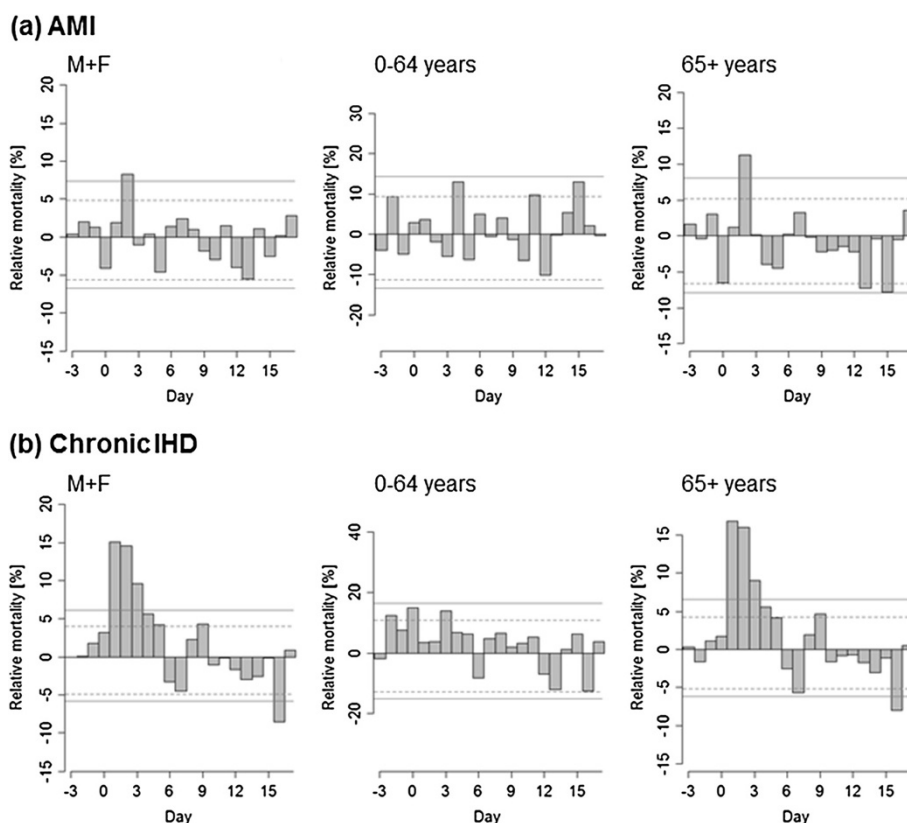 (a) AMI
M+F
0-64 years
65+ years
Relative mortality [%]
20
15
10
5
0
-5
-10
-15
-3 0 3 6 9 12 15
Day
Relative mortality [%]
30
20
10
0
-10
-20
-3 0 3 6 9 12 15
Day
Relative mortality [%]
20
15
10
5
0
-5
-10
-15
-3 0 3 6 9 12 15
Day
(b) Chronic IHD
M+F
0-64 years
65+ years
Relative mortality [%]
20
15
10
5
0
-5
-10
-15
-3 0 3 6 9 12 15
Day
Relative mortality [%]
40
20
0
-20
-3 0 3 6 9 12 15
Day
Relative mortality [%]
15
10
5
0
-5
-10
-15
-3 0 3 6 9 12 15
Day